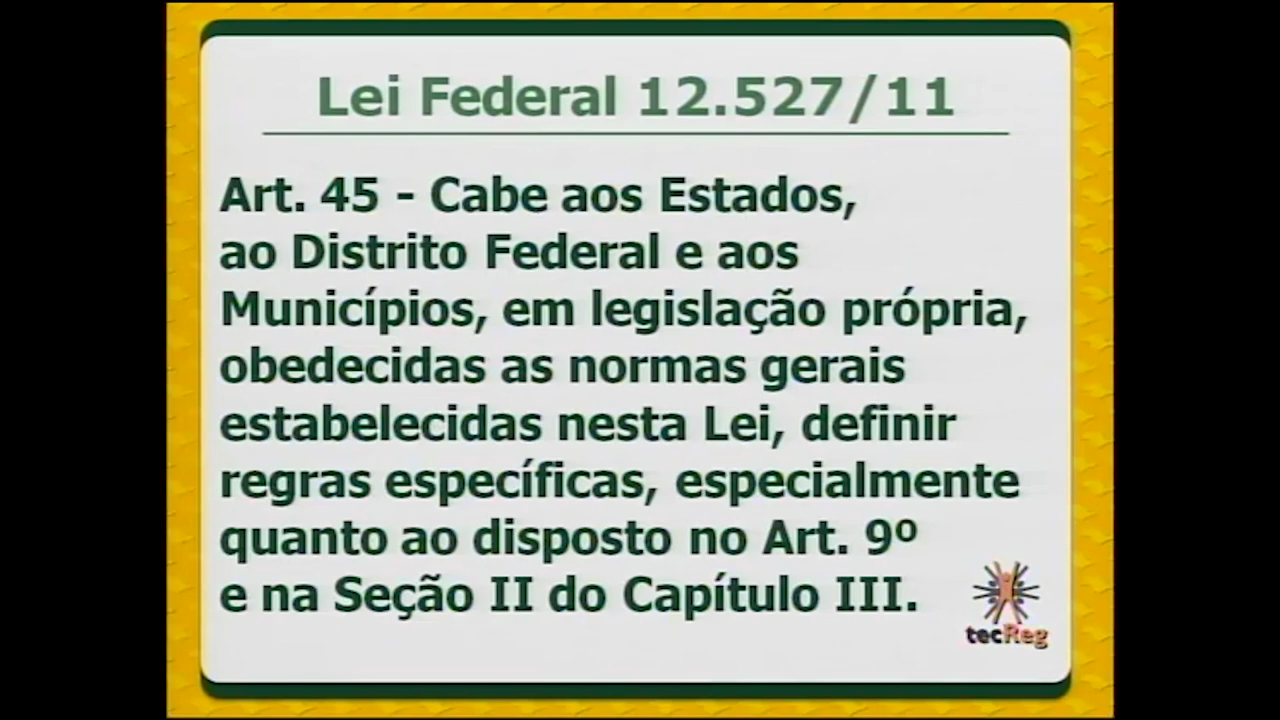 Lei Federal 12.527/11
Art. 45 - Cabe aos Estados,
ao Distrito Federal e aos
Municípios, em legislação própria,
obedecidas as normas gerais
estabelecidas nesta Lei, definir
regras específicas, especialmente
quanto ao disposto no Art. 9º
e na Seção II do Capítulo III.
tecReg